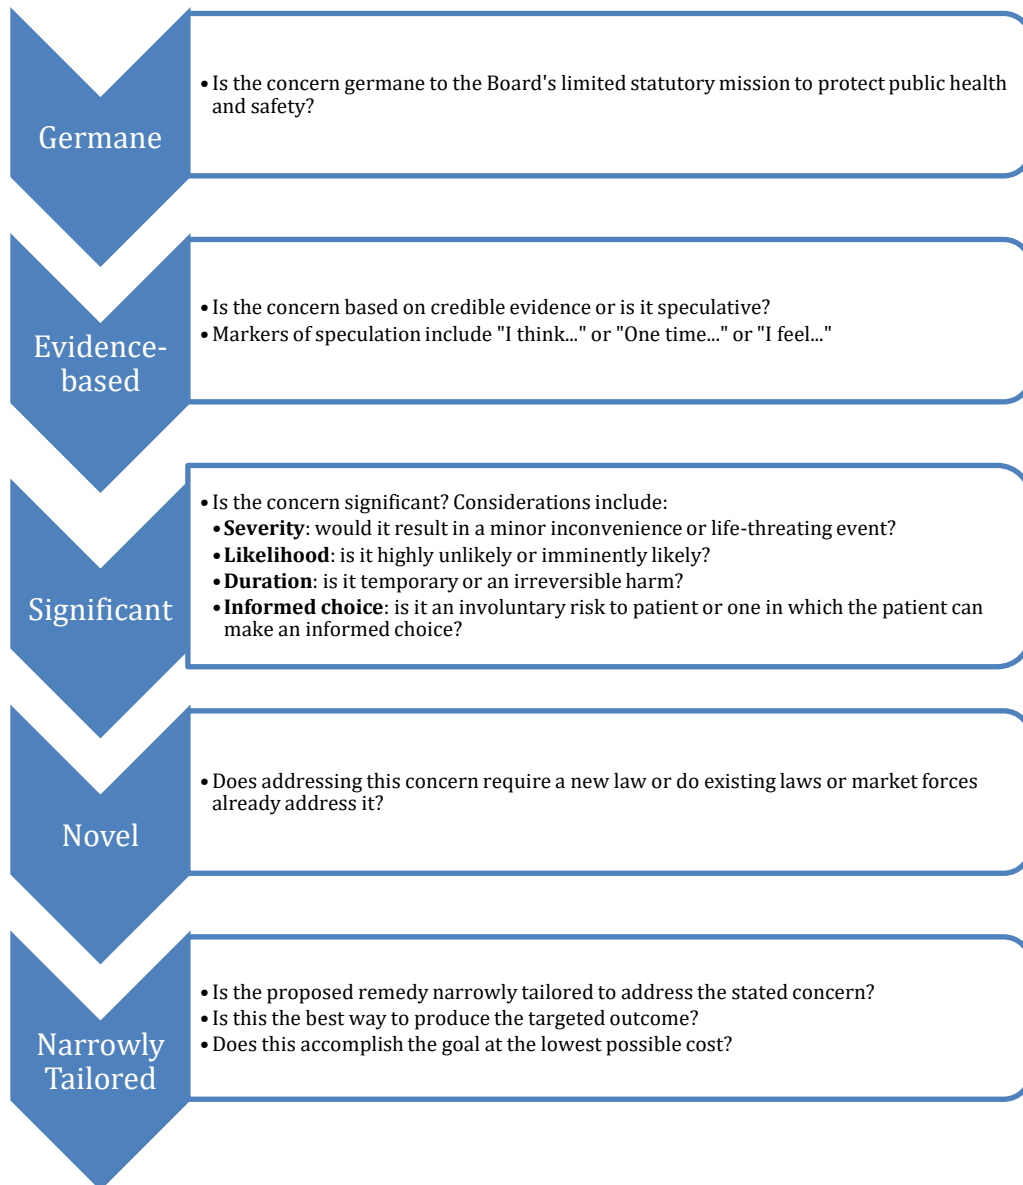 Germane
• Is the concern germane to the Board's limited statutory mission to protect public health
and safety?
Evidence-
based
• Is the concern based on credible evidence or is it speculative?
• Markers of speculation include "I think..." or "One time..." or "I feel..."
Significant
• Is the concern significant? Considerations include:
• Severity: would it result in a minor inconvenience or life-threating event?
• Likelihood: is it highly unlikely or imminently likely?
• Duration: is it temporary or an irreversible harm?
• Informed choice: is it an involuntary risk to patient or one in which the patient can
make an informed choice?
Novel
• Does addressing this concern require a new law or do existing laws or market forces
already address it?
Narrowly
Tailored
• Is the proposed remedy narrowly tailored to address the stated concern?
• Is this the best way to produce the targeted outcome?
• Does this accomplish the goal at the lowest possible cost?